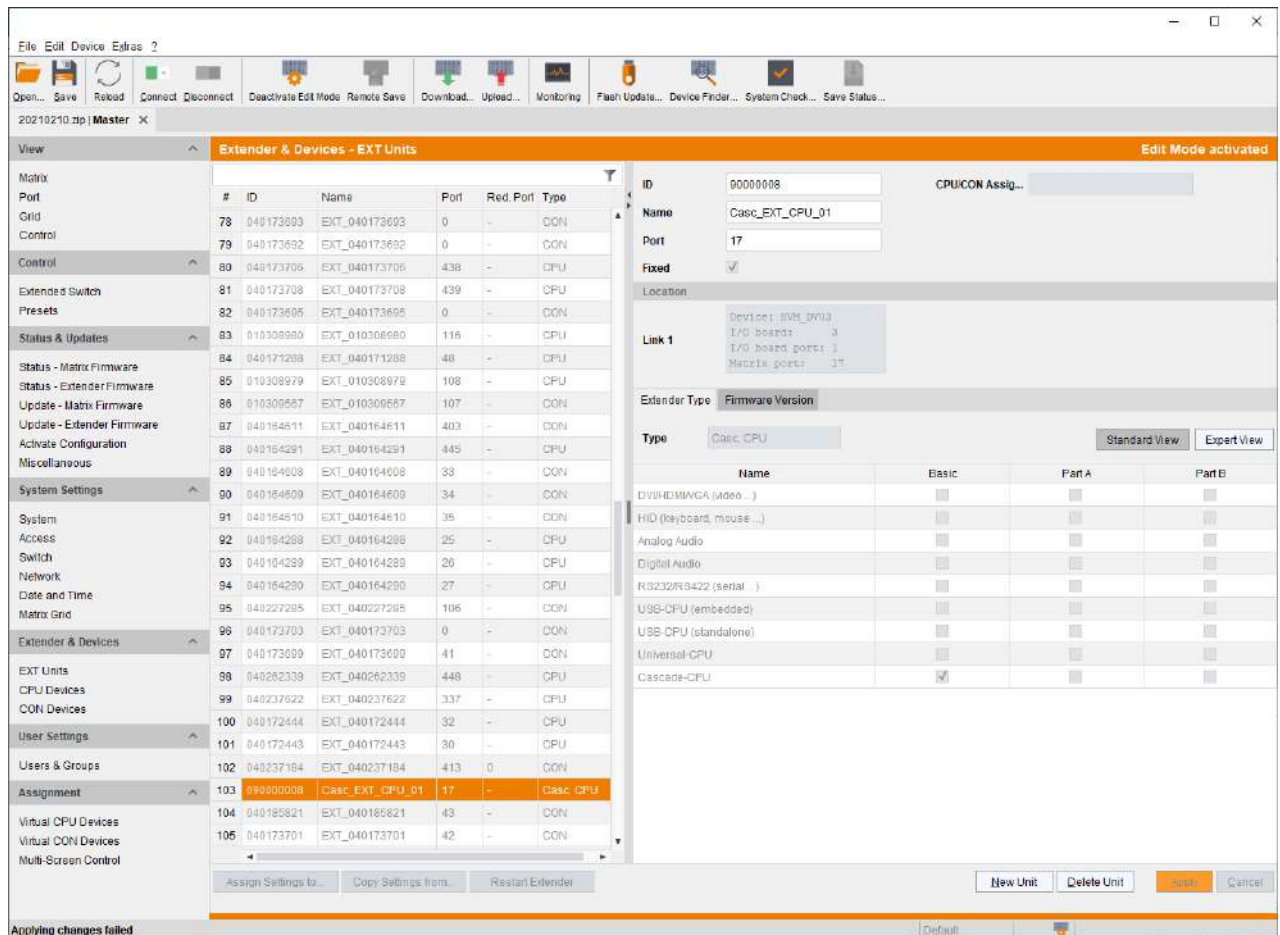 File Edit Device Extras ?
Open... Save Reload Connect Disconnect Deactivate Edit Mode Remote Save Download... Upload... Monitoring Flash Update... Device Finder... System Check... Save Status...
20210210.zip | Master
View
Matrix
Port
Grid
Control
Control
Extended Switch
Presets
Status & Updates
Status - Matrix Firmware
Status - Extender Firmware
Update - Matrix Firmware
Update - Extender Firmware
Activate Configuration
Miscellaneous
System Settings
System
Access
Switch
Network
Date and Time
Matrix Grid
Extender & Devices
EXT Units
CPU Devices
CON Devices
User Settings
Users & Groups
Assignment
Virtual CPU Devices
Virtual CON Devices
Multi-Screen Control
Extender & Devices - EXT Units Edit Mode activated
# ID Name Port Red. Port Type
78 040173693 EXT_040173693 0 - CON
79 040173692 EXT_040173692 0 - CON
80 040173706 EXT_040173706 438 - CPU
81 040173708 EXT_040173708 439 - CPU
82 040173695 EXT_040173695 0 - CON
83 010308980 EXT_010308980 116 - CPU
84 040171288 EXT_040171288 48 - CPU
85 010308979 EXT_010308979 108 - CPU
86 010309567 EXT_010309567 107 - CON
87 040164611 EXT_040164611 403 - CON
88 040164291 EXT_040164291 445 - CPU
89 040164608 EXT_040164608 33 - CON
90 040164609 EXT_040164609 34 - CON
91 040164610 EXT_040164610 35 - CON
92 040164288 EXT_040164288 25 - CPU
93 040164289 EXT_040164289 26 - CPU
94 040164290 EXT_040164290 27 - CPU
95 040227285 EXT_040227285 106 - CON
96 040173703 EXT_040173703 0 - CON
97 040173699 EXT_040173699 41 - CON
98 040262339 EXT_040262339 448 - CPU
99 040237622 EXT_040237622 337 - CPU
100 040172444 EXT_040172444 32 - CPU
101 040172443 EXT_040172443 30 - CPU
102 040237184 EXT_040237184 413 0 CON
103 090000008 Casc_EXT_CPU_01 17 - Casc. CPU
104 040185821 EXT_040185821 43 - CON
105 040173701 EXT_040173701 42 - CON
Assign Settings to... Copy Settings from... Restart Extender
ID 90000008 CPU/CON Assig...
Name Casc_EXT_CPU_01
Port 17
Fixed
Location
Link 1
Device: KVM_DV03
I/O board: 3
I/O board port: 1
Matrix port: 17
Extender Type Firmware Version
Type Casc. CPU Standard View Expert View
Name Basic Part A Part B
DVI/HDMI/VGA (video ...)
HID (keyboard, mouse ...)
Analog Audio
Digital Audio
RS232/RS422 (serial ...)
USB-CPU (embedded)
USB-CPU (standalone)
Universal-CPU
Cascade-CPU
New Unit Delete Unit Apply Cancel
Applying changes failed Default